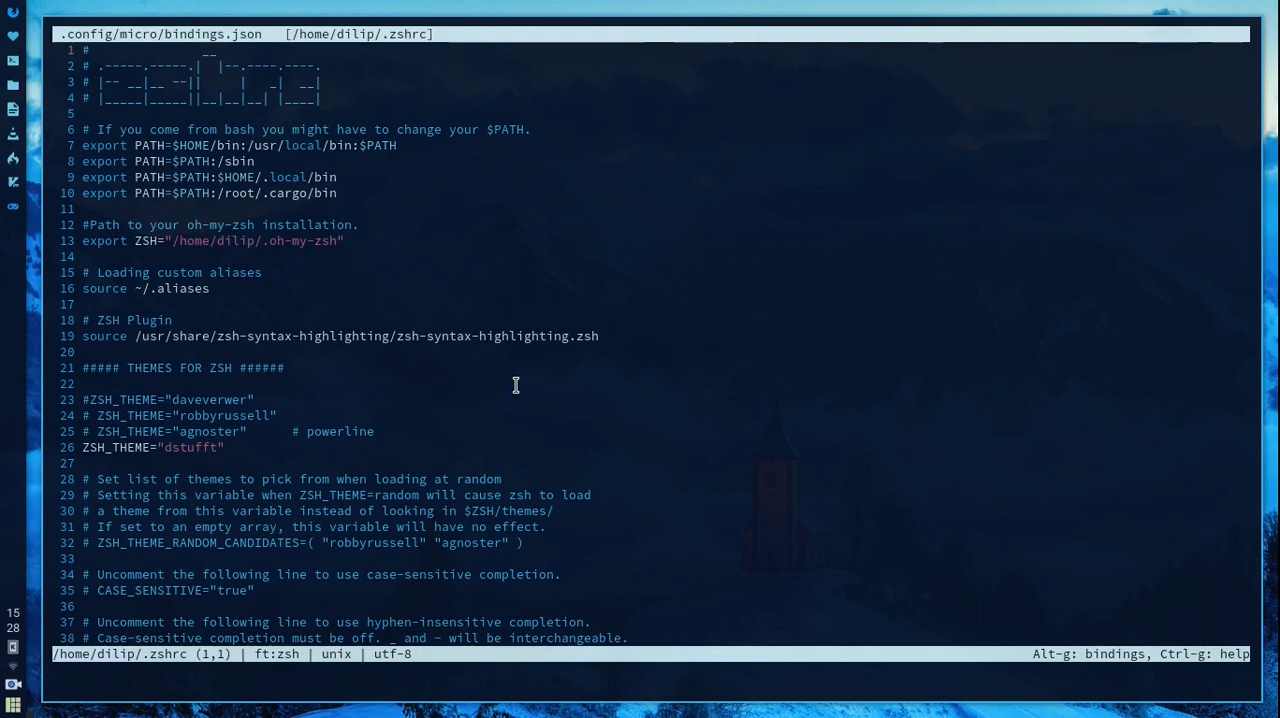 .config/micro/bindings.json   [/home/dilip/.zshrc]
1 #                __
2 # .-----.-----.|  |--.----.----.
3 # |-- __|__ --||     |   _|  __|
4 # |_____|_____||__|__|__| |____|
5
6 # If you come from bash you might have to change your $PATH.
7 export PATH=$HOME/bin:/usr/local/bin:$PATH
8 export PATH=$PATH:/sbin
9 export PATH=$PATH:$HOME/.local/bin
10 export PATH=$PATH:/root/.cargo/bin
11
12 #Path to your oh-my-zsh installation.
13 export ZSH="/home/dilip/.oh-my-zsh"
14
15 # Loading custom aliases
16 source ~/.aliases
17
18 # ZSH Plugin
19 source /usr/share/zsh-syntax-highlighting/zsh-syntax-highlighting.zsh
20
21 ##### THEMES FOR ZSH ######
22
23 #ZSH_THEME="daveverwer"
24 # ZSH_THEME="robbyrussell"
25 # ZSH_THEME="agnoster"      # powerline
26 ZSH_THEME="dstufft"
27
28 # Set list of themes to pick from when loading at random
29 # Setting this variable when ZSH_THEME=random will cause zsh to load
30 # a theme from this variable instead of looking in $ZSH/themes/
31 # If set to an empty array, this variable will have no effect.
32 # ZSH_THEME_RANDOM_CANDIDATES=( "robbyrussell" "agnoster" )
33
34 # Uncomment the following line to use case-sensitive completion.
35 # CASE_SENSITIVE="true"
36
37 # Uncomment the following line to use hyphen-insensitive completion.
38 # Case-sensitive completion must be off. _ and - will be interchangeable.
/home/dilip/.zshrc (1,1) | ft:zsh | unix | utf-8 Alt-g: bindings, Ctrl-g: help
15
28